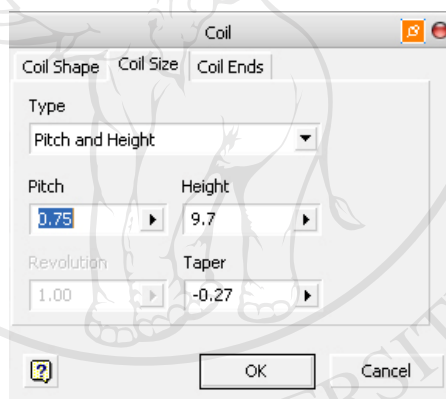 Coil
Coil Shape Coil Size Coil Ends
Type
Pitch and Height
Pitch Height
0.75 9.7
Revolution Taper
1.00 -0.27
? OK Cancel